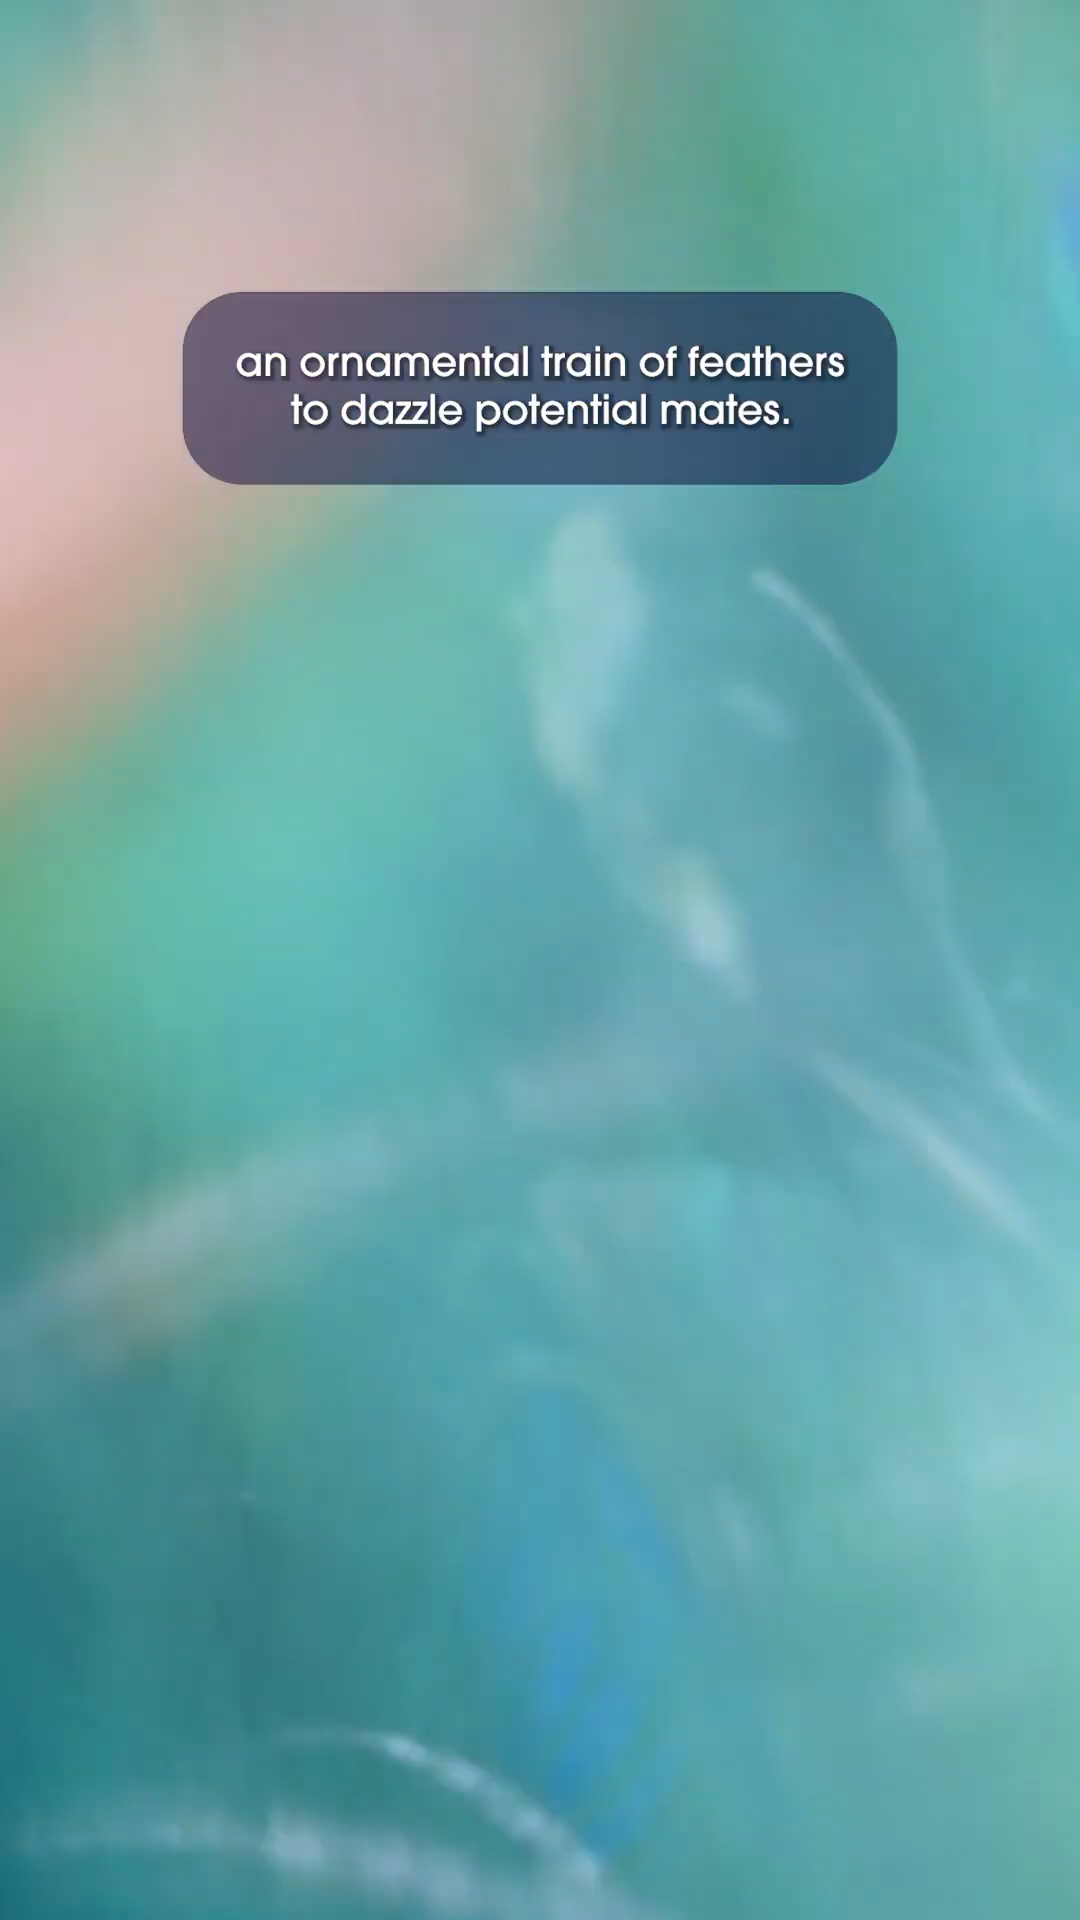 an ornamental train of feathers
to dazzle potential mates.